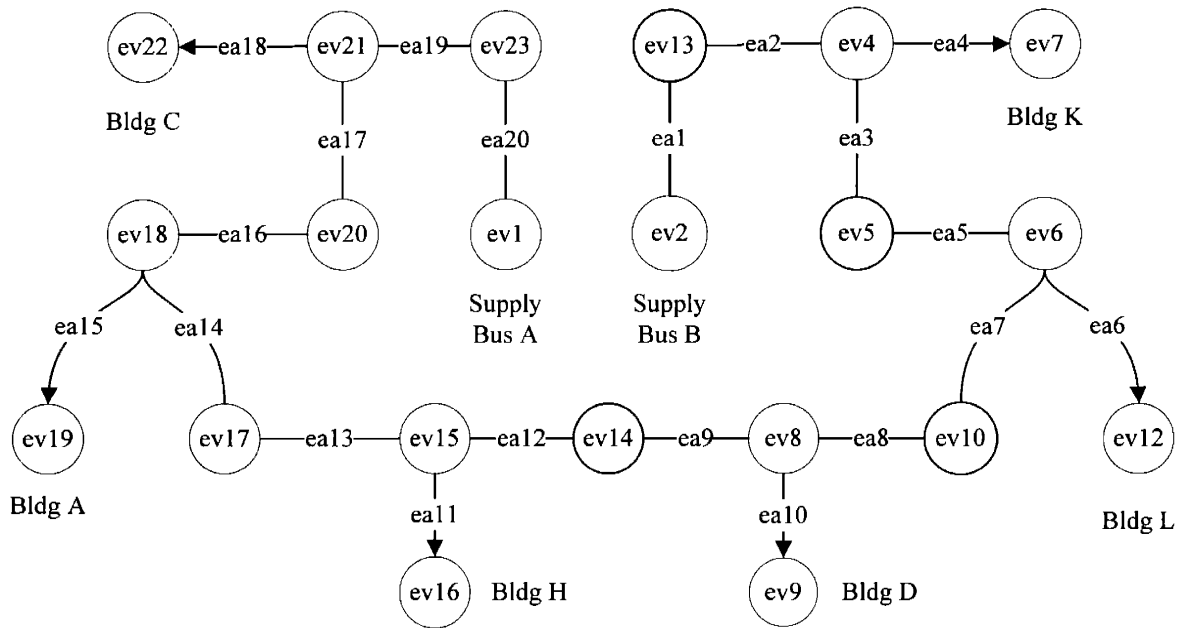 ev22 ea18 ev21 ea19 ev23 ev13 ea2 ev4 ea4 ev7
Bldg C Bldg K
ea17 ea20 ea1 ea3
ev18 ea16 ev20 ev1 ev2 ev5 ea5 ev6
Supply Supply
Bus A Bus B
ea15 ea14 ea7 ea6
ev19 ev17 ea13 ev15 ea12 ev14 ea9 ev8 ea8 ev10 ev12
Bldg A Bldg L
ea11 ea10
ev16 Bldg H ev9 Bldg D